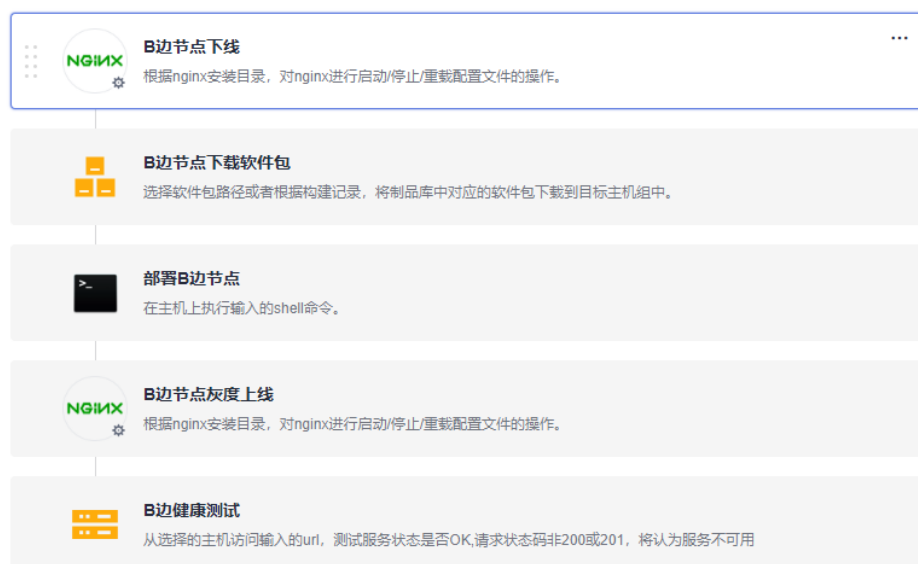 NGINX
B边节点下线
...
根据nginx安装目录，对nginx进行启动/停止/重载配置文件的操作。
B边节点下载软件包
选择软件包路径或者根据构建记录，将制品库中对应的软件包下载到目标主机组中。
>_
部署B边节点
在主机上执行输入的shell命令。
NGINX
B边节点灰度上线
根据nginx安装目录，对nginx进行启动/停止/重载配置文件的操作。
B边健康测试
从选择的主机访问输入的url，测试服务状态是否OK,请求状态码非200或201，将认为服务不可用